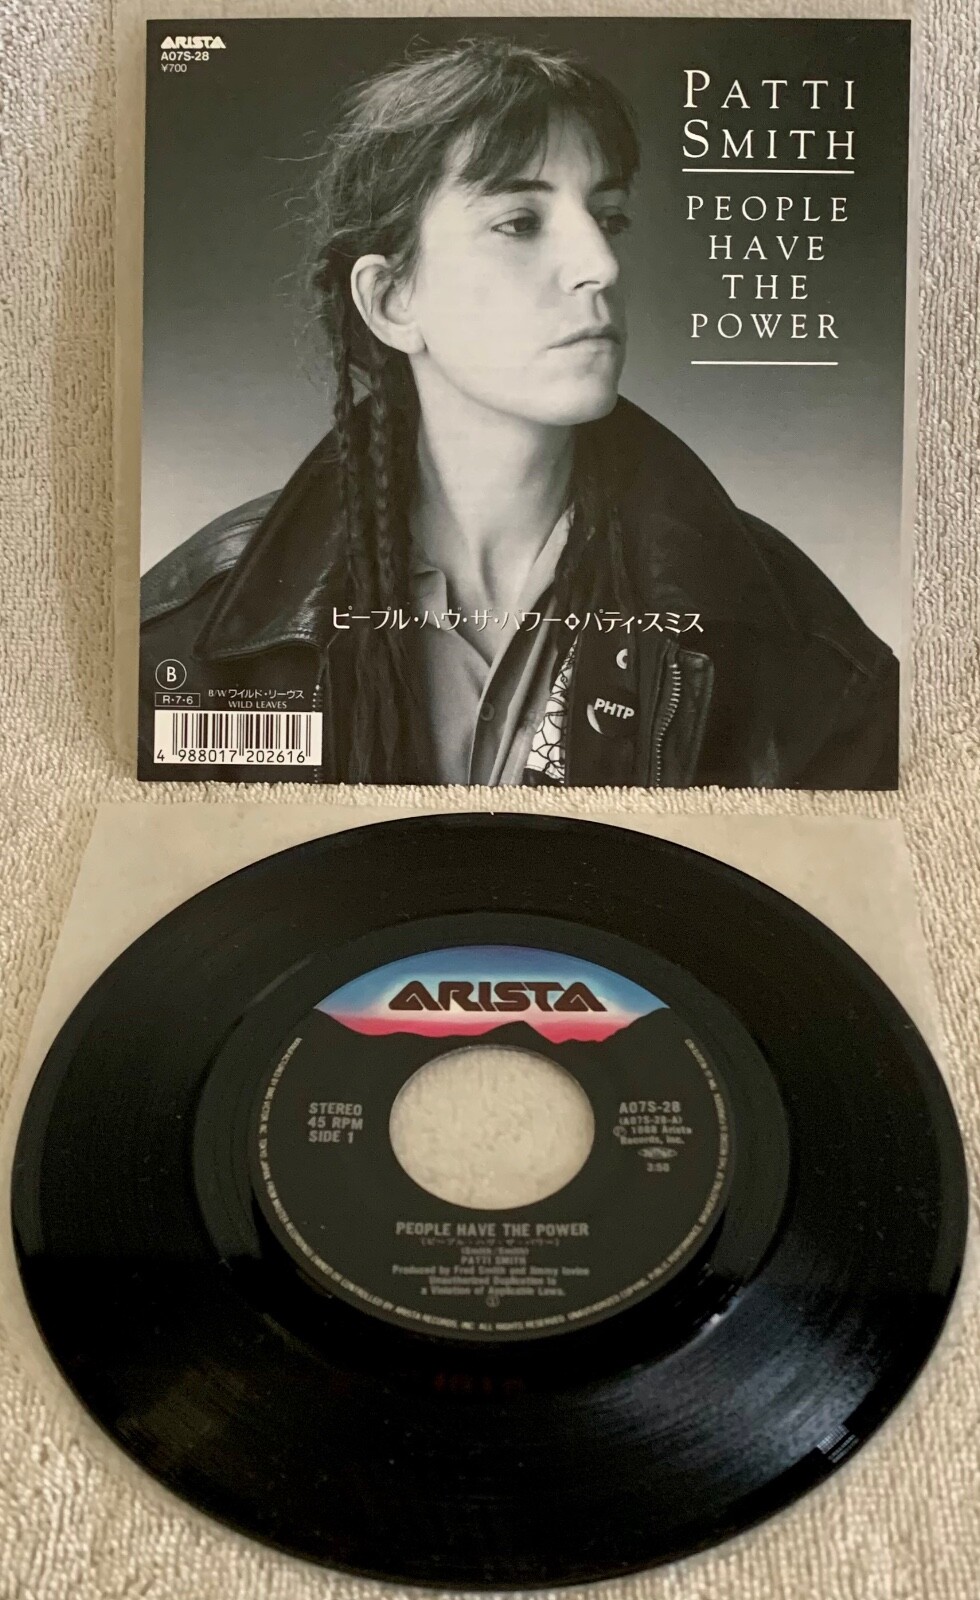 ARISTA
A07S-28
¥700
PATTI
SMITH
PEOPLE
HAVE
THE
POWER
ピープル・ハヴ・ザ・パワー◆パティ・スミス
B
R・7・6
B/W ワイルド・リーヴス
WILD LEAVES
4 988017 202616
PHTP
ARISTA
STEREO
45 RPM
SIDE 1
A07S-28
(A07S-28-A)
Ⓟ 1988 Arista
Records, Inc.
3:50
PEOPLE HAVE THE POWER
(ピープル・ハヴ・ザ・パワー)
(Smith/Smith)
PATTI SMITH
Produced by Fred Smith and Jimmy Iovine
Unauthorized Duplication is
a Violation of Applicable Laws.